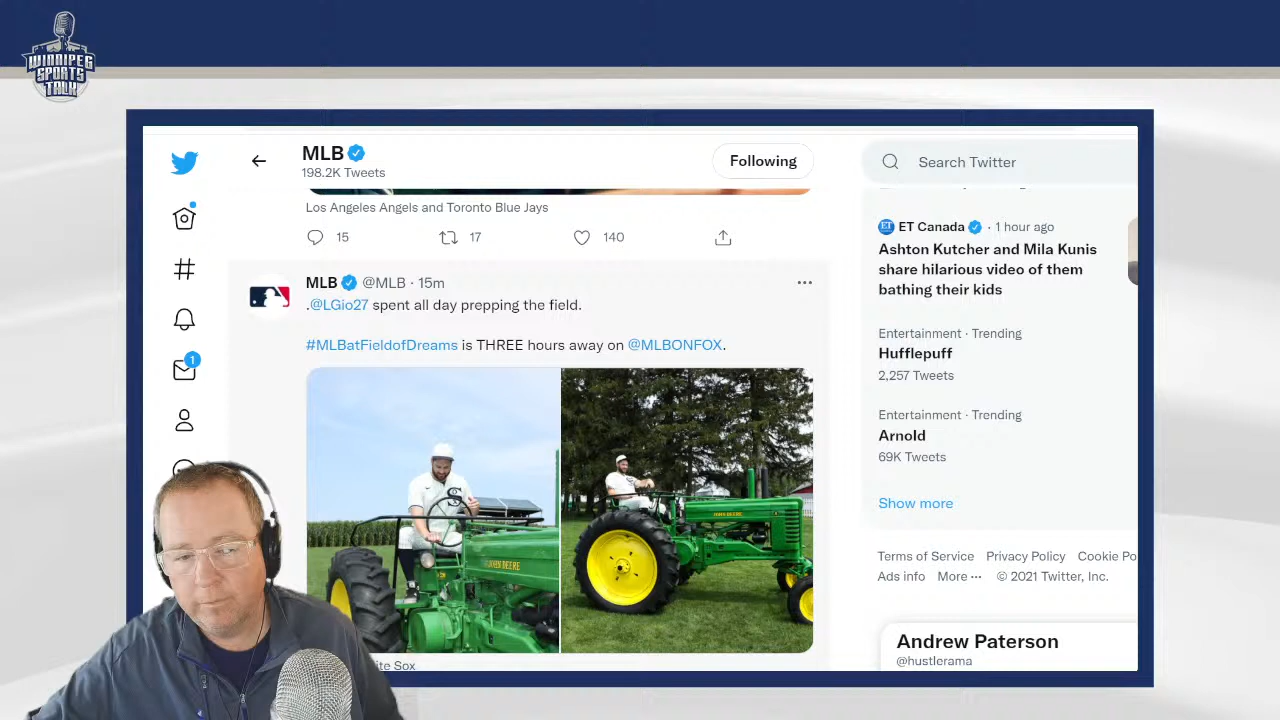 WINNIPEG
SPORTS
TALK
MLB
198.2K Tweets
Following
Search Twitter
Los Angeles Angels and Toronto Blue Jays
15
17
140
MLB @MLB · 15m
.@LGio27 spent all day prepping the field.
#MLBatFieldofDreams is THREE hours away on @MLBONFOX.
JOHN DEERE
JOHN DEERE
te Sox
1
ET
ET Canada · 1 hour ago
Ashton Kutcher and Mila Kunis
share hilarious video of them
bathing their kids
Entertainment · Trending
Hufflepuff
2,257 Tweets
Entertainment · Trending
Arnold
69K Tweets
Show more
Terms of Service Privacy Policy Cookie Po
Ads info More ··· © 2021 Twitter, Inc.
Andrew Paterson
@hustlerama